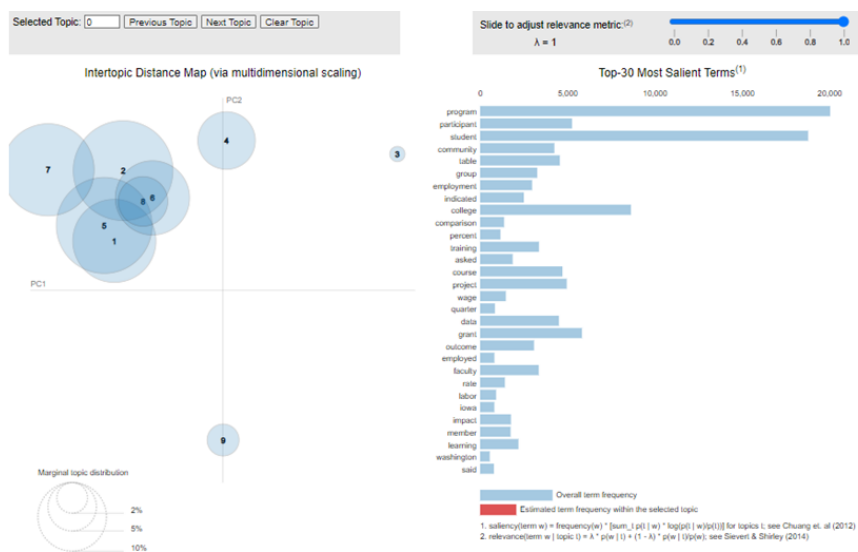 Selected Topic: 0 Previous Topic Next Topic Clear Topic
Slide to adjust relevance metric:(2)
λ = 1
0.0 0.2 0.4 0.6 0.8 1.0
Intertopic Distance Map (via multidimensional scaling)
PC2
PC1
7
2
4
3
8
6
5
1
9
Marginal topic distribution
2%
5%
10%
Top-30 Most Salient Terms(1)
0 5,000 10,000 15,000 20,000
program
participant
student
community
table
group
employment
indicated
college
comparison
percent
training
asked
course
project
wage
quarter
data
grant
outcome
employed
faculty
rate
labor
iowa
impact
member
learning
washington
said
Overall term frequency
Estimated term frequency within the selected topic
1. saliency(term w) = frequency(w) * [sum_t p(t | w) * log(p(t | w)/p(t))] for topics t; see Chuang et. al (2012)
2. relevance(term w | topic t) = λ * p(w | t) + (1 - λ) * p(w | t)/p(w); see Sievert & Shirley (2014)